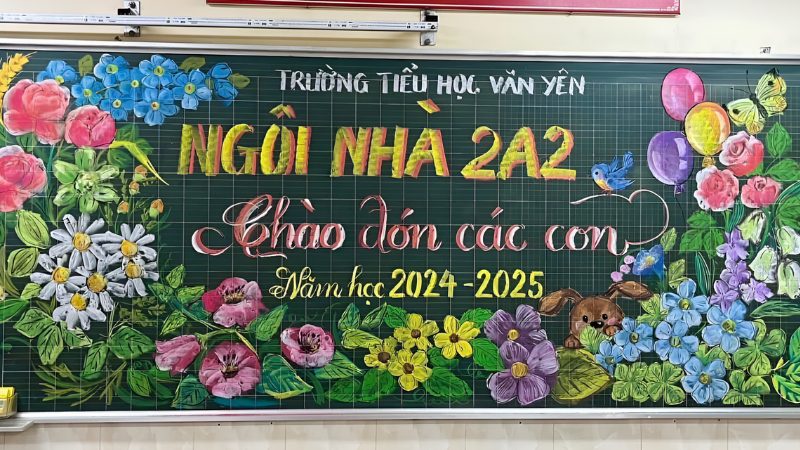 TRƯỜNG TIỂU HỌC VĂN YÊN
NGÔI NHÀ 2A2
Chào đón các con
Năm học 2024 - 2025